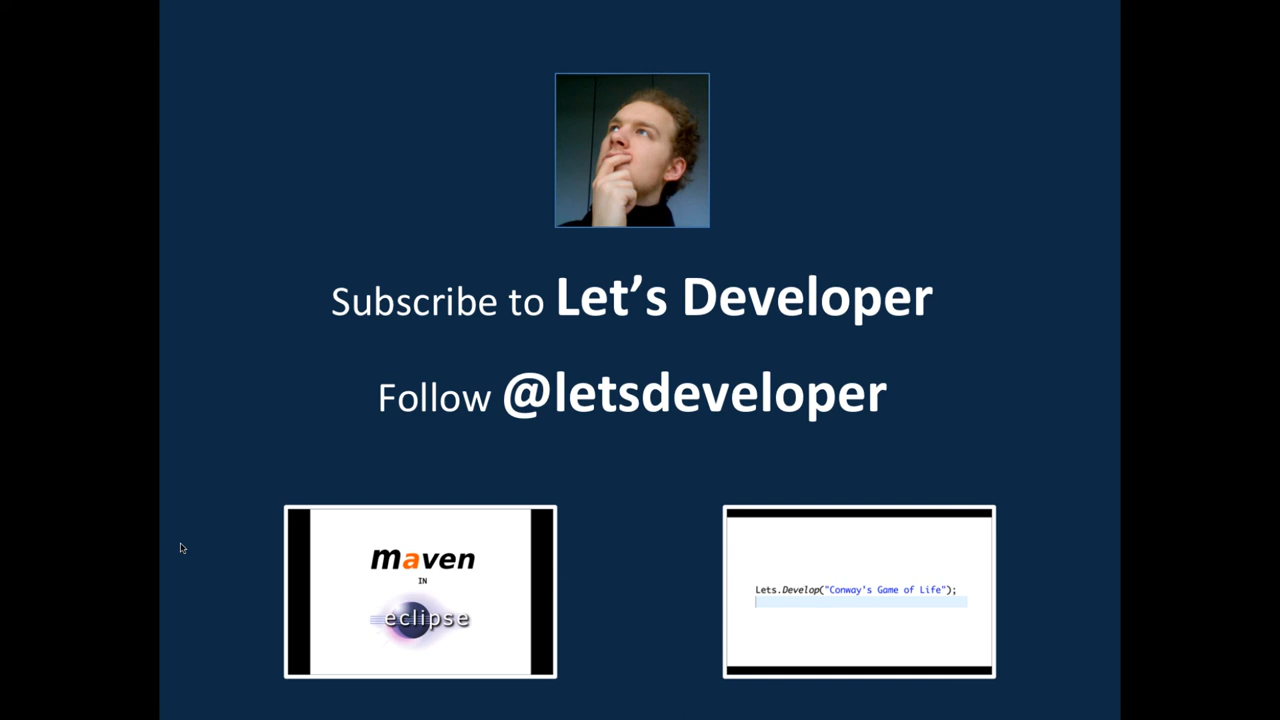 Subscribe to Let’s Developer
Follow @letsdeveloper
maven
IN
eclipse
Lets.Develop("Conway's Game of Life");